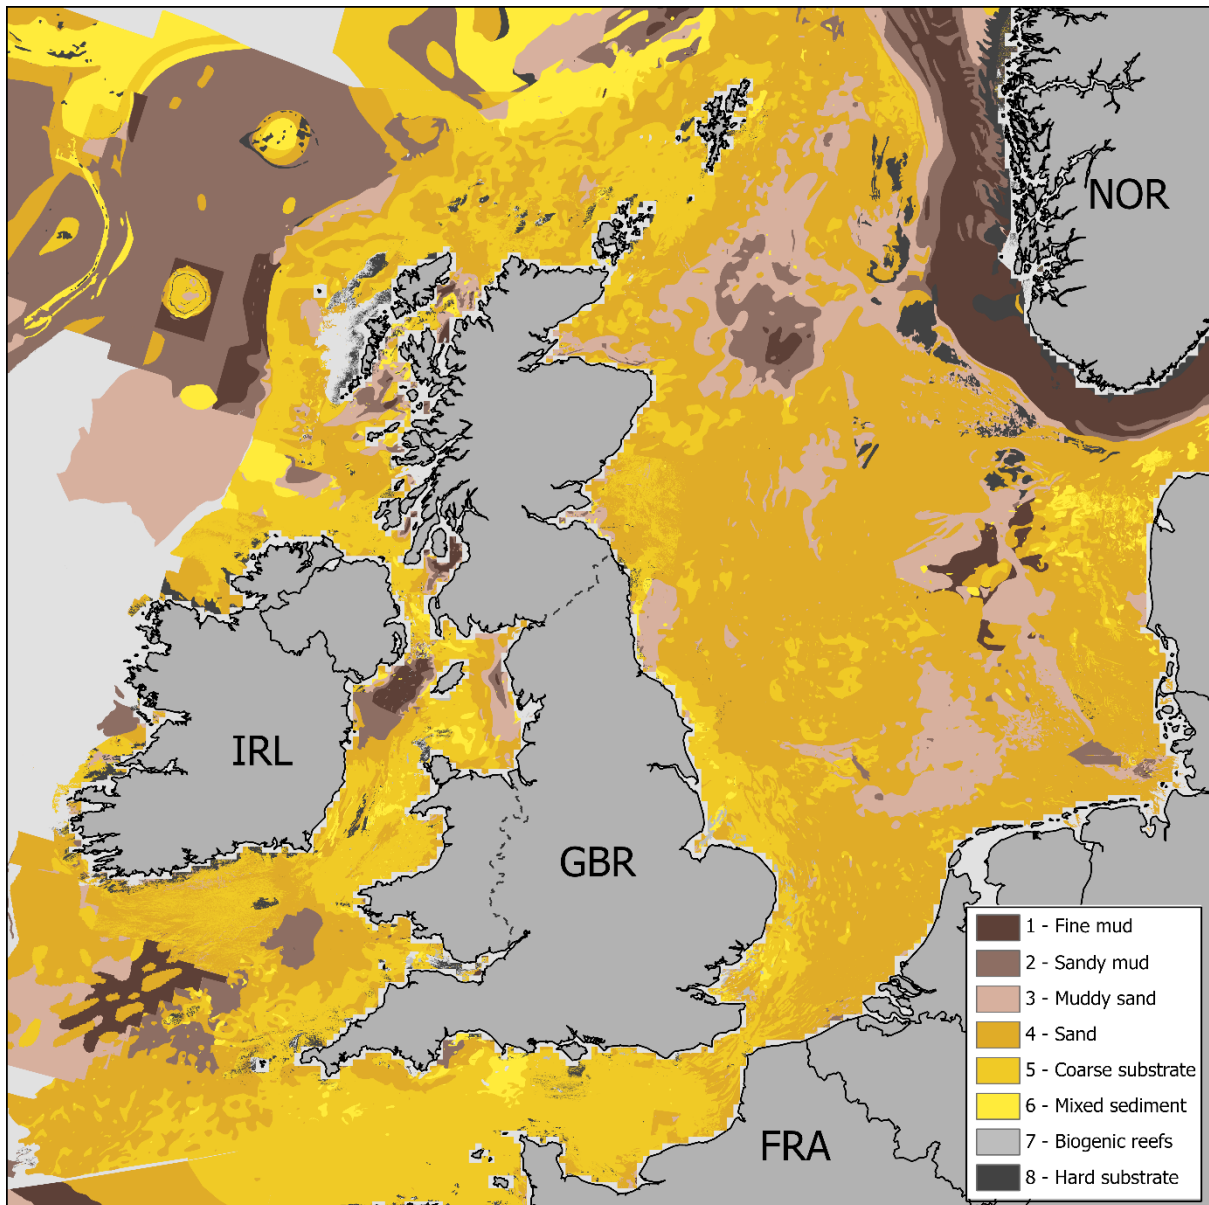 NOR
IRL
GBR
FRA
1 - Fine mud
2 - Sandy mud
3 - Muddy sand
4 - Sand
5 - Coarse substrate
6 - Mixed sediment
7 - Biogenic reefs
8 - Hard substrate